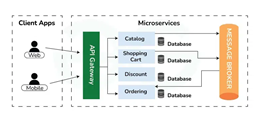 Client Apps
Microservices
Web
Mobile
API Gateway
Catalog
Database
Shopping
Cart
Database
Discount
Database
Ordering
Database
MESSAGE BROKER